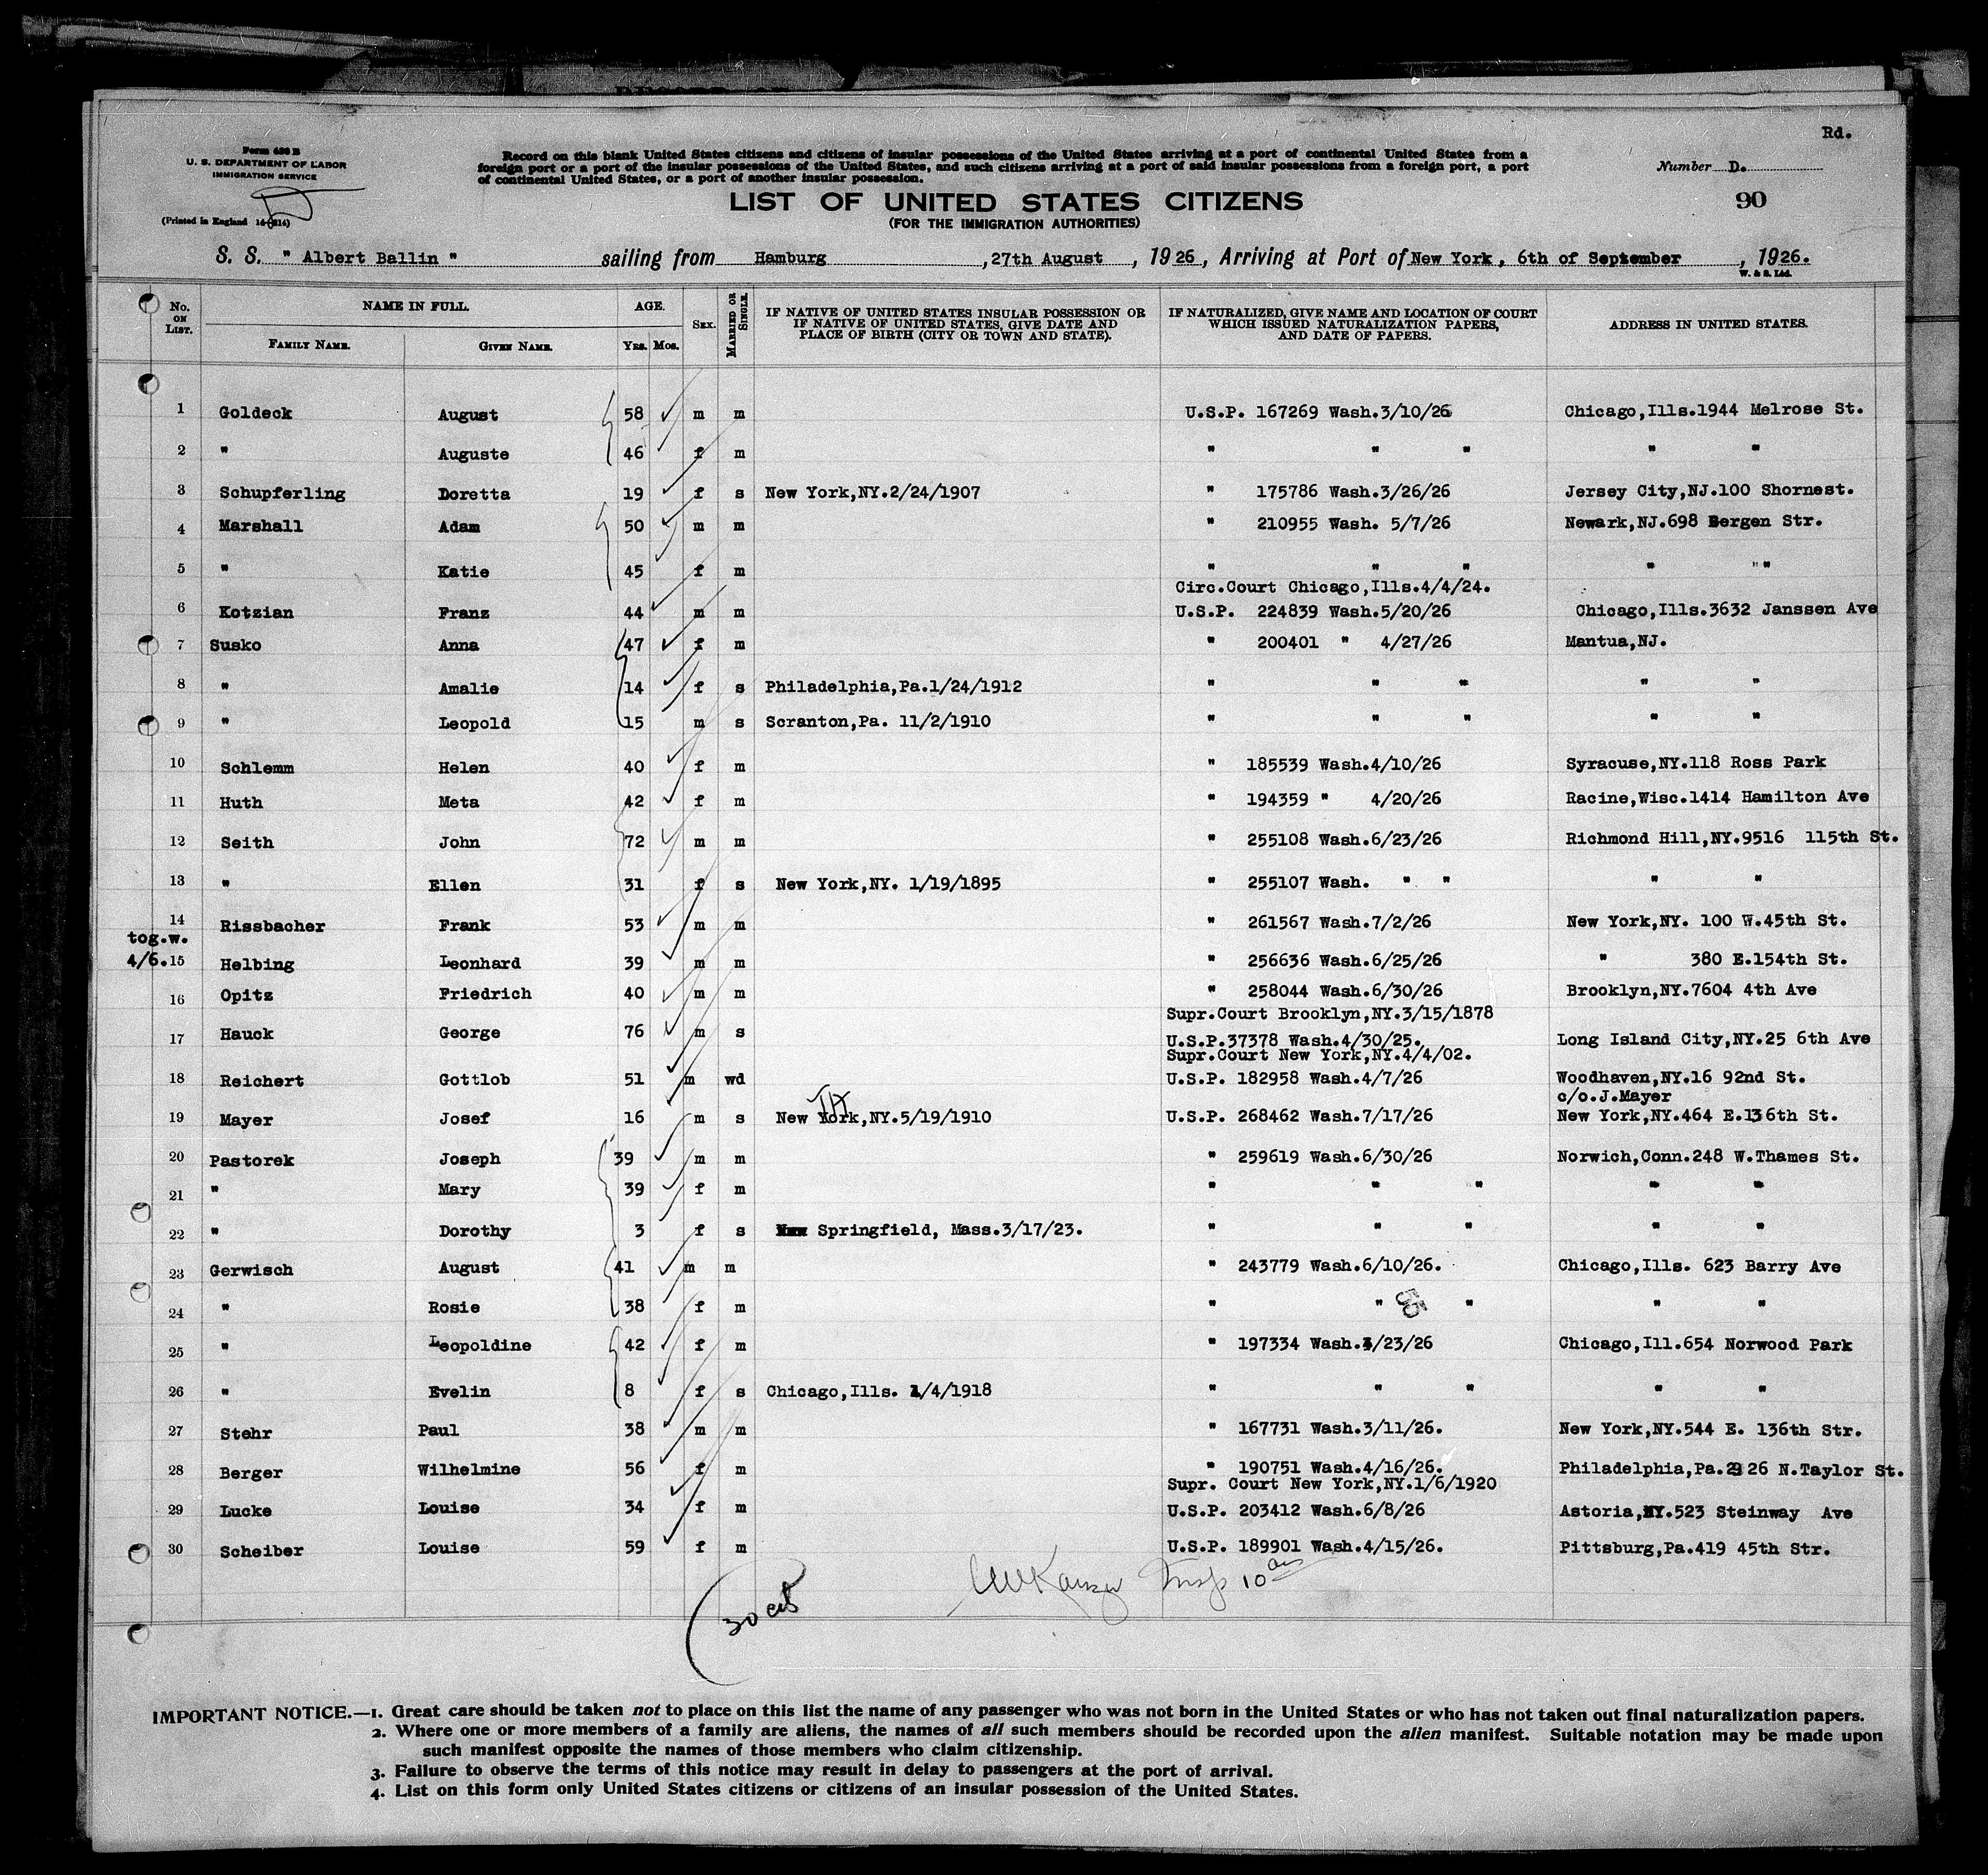 Rd.
Form 630 B
U. S. DEPARTMENT OF LABOR
IMMIGRATION SERVICE
(Printed in England
Record on this blank United States citizens and citizens of insular possessions of the United States arriving at a port of continental United States from a
foreign port or a port of the insular possessions of the United States, and such citizens arriving at a port of said insular possessions from a foreign port, a port
of continental United States, or a port of another insular possession.
Number D.
90
LIST OF UNITED STATES CITIZENS
(FOR THE IMMIGRATION AUTHORITIES)
S. S. " Albert Ballin " sailing from Hamburg , 27th August , 1926 , Arriving at Port of New York, 6th of September , 1926.
W. & S. Ltd.
No. ON LIST. NAME IN FULL. FAMILY NAME. GIVEN NAME. AGE. YRS. MOS. SEX. MARRIED OR SINGLE. IF NATIVE OF UNITED STATES INSULAR POSSESSION OR IF NATIVE OF UNITED STATES, GIVE DATE AND PLACE OF BIRTH (CITY OR TOWN AND STATE). IF NATURALIZED, GIVE NAME AND LOCATION OF COURT WHICH ISSUED NATURALIZATION PAPERS, AND DATE OF PAPERS. ADDRESS IN UNITED STATES.
1 Goldeck August 58 m m U.S.P. 167269 Wash.3/10/26 Chicago,Ills.1944 Melrose St.
2 " Auguste 46 f m " " " " "
3 Schupferling Doretta 19 f s New York,NY.2/24/1907 " 175786 Wash.3/26/26 Jersey City,NJ.100 Shornest.
4 Marshall Adam 50 m m " 210955 Wash. 5/7/26 Newark,NJ.698 Bergen Str.
5 " Katie 45 f m " " " " ""
Circ.Court Chicago,Ills.4/4/24.
6 Kotzian Franz 44 m m U.S.P. 224839 Wash.5/20/26 Chicago,Ills.3632 Janssen Ave
7 Susko Anna 47 f m " 200401 " 4/27/26 Mantua,NJ.
8 " Amalie 14 f s Philadelphia,Pa.1/24/1912 " " " " "
9 " Leopold 15 m s Scranton,Pa. 11/2/1910 " " " " "
10 Schlemm Helen 40 f m " 185539 Wash.4/10/26 Syracuse,NY.118 Ross Park
11 Huth Meta 42 f m " 194359 " 4/20/26 Racine,Wisc.1414 Hamilton Ave
12 Seith John 72 m m " 255108 Wash.6/23/26 Richmond Hill,NY.9516 115th St.
13 " Ellen 31 f s New York,NY. 1/19/1895 " 255107 Wash. " " " "
14 Rissbacher Frank 53 m m " 261567 Wash.7/2/26 New York,NY. 100 W.45th St.
tog.w.
4/6. 15 Helbing Leonhard 39 m m " 256636 Wash.6/25/26 " 380 E.154th St.
16 Opitz Friedrich 40 m m " 258044 Wash.6/30/26 Brooklyn,NY.7604 4th Ave
Supr.Court Brooklyn,NY.3/15/1878
17 Hauck George 76 m s U.S.P.37378 Wash.4/30/25. Long Island City,NY.25 6th Ave
Supr.Court New York,NY.4/4/02.
18 Reichert Gottlob 51 m wd U.S.P. 182958 Wash.4/7/26 Woodhaven,NY.16 92nd St.
c/o.J.Mayer
19 Mayer Josef 16 m s New York,NY.5/19/1910 U.S.P. 268462 Wash.7/17/26 New York,NY.464 E.136th St.
20 Pastorek Joseph 39 m m " 259619 Wash.6/30/26 Norwich,Conn.248 W.Thames St.
21 " Mary 39 f m " " " " "
22 " Dorothy 3 f s Springfield, Mass.3/17/23. " " " " "
23 Gerwisch August 41 m m " 243779 Wash.6/10/26. Chicago,Ills. 623 Barry Ave
24 " Rosie 38 f m " " 55 " " "
25 " Leopoldine 42 f m " 197334 Wash. /23/26 Chicago,Ill.654 Norwood Park
26 " Evelin 8 f s Chicago,Ills. 1/4/1918 " " " " "
27 Stehr Paul 38 m m " 167731 Wash.3/11/26. New York,NY.544 E. 136th Str.
28 Berger Wilhelmine 56 f m " 190751 Wash.4/16/26. Philadelphia,Pa.2926 N.Taylor St.
Supr. Court New York,NY.1/6/1920
29 Lucke Louise 34 f m U.S.P. 203412 Wash.6/8/26 Astoria,NY.523 Steinway Ave
30 Scheiber Louise 59 f m U.S.P. 189901 Wash.4/15/26. Pittsburg,Pa.419 45th Str.
Insp 10 am
30 cit
IMPORTANT NOTICE.—1. Great care should be taken not to place on this list the name of any passenger who was not born in the United States or who has not taken out final naturalization papers.
2. Where one or more members of a family are aliens, the names of all such members should be recorded upon the alien manifest. Suitable notation may be made upon
such manifest opposite the names of those members who claim citizenship.
3. Failure to observe the terms of this notice may result in delay to passengers at the port of arrival.
4. List on this form only United States citizens or citizens of an insular possession of the United States.